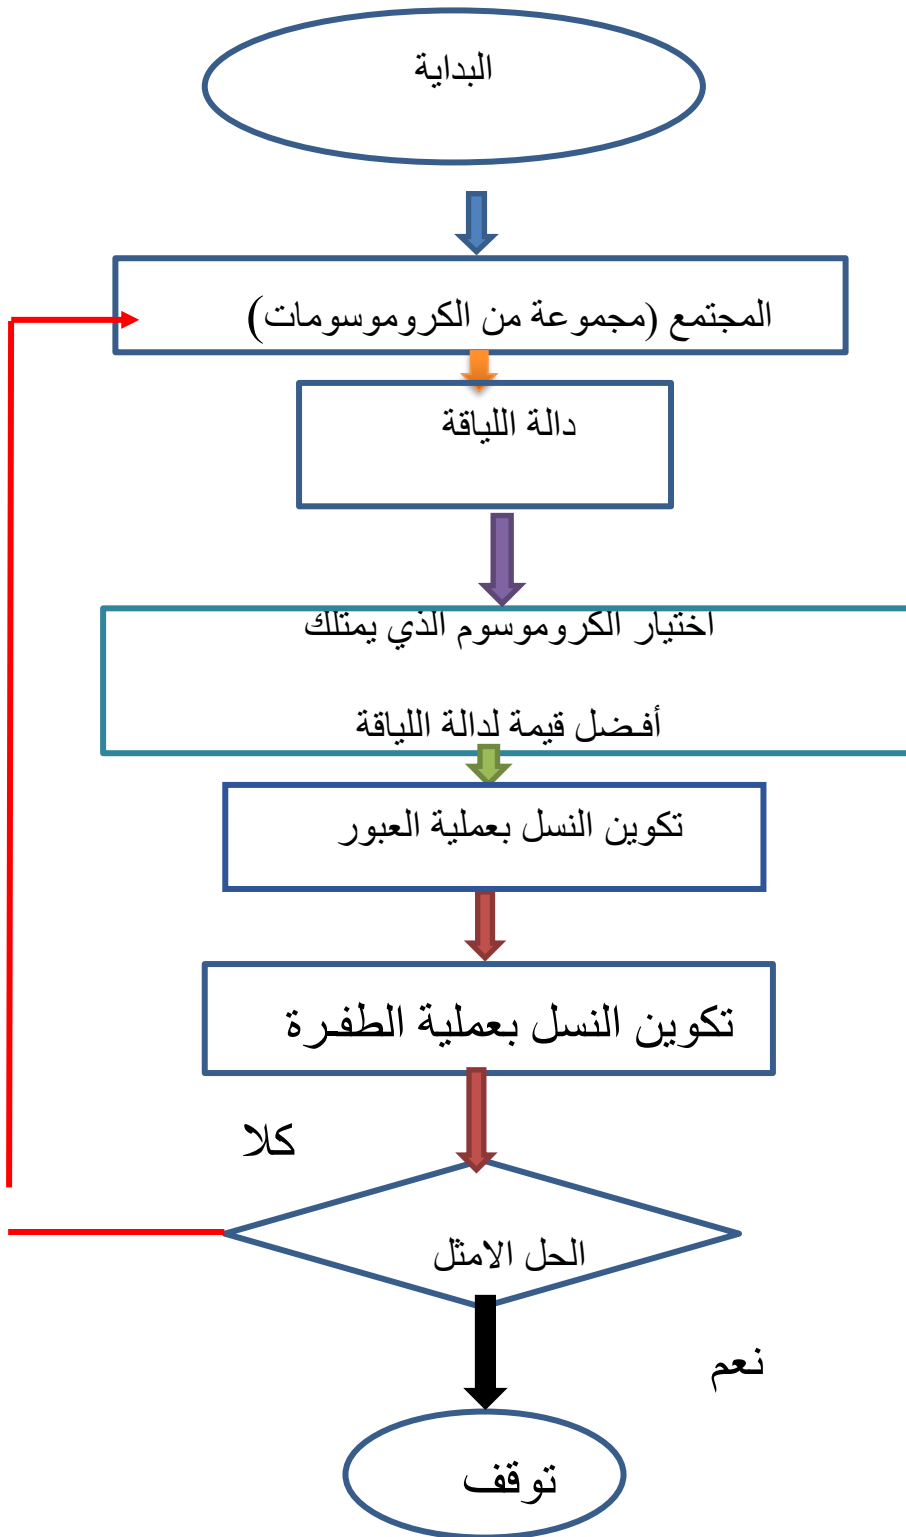 البداية
المجتمع (مجموعة من الكروموسومات)
دالة اللياقة
اختيار الكروموسوم الذي يمتلك
أفضل قيمة لدالة اللياقة
تكوين النسل بعملية العبور
تكوين النسل بعملية الطفرة
كلا
الحل الامثل
نعم
توقف